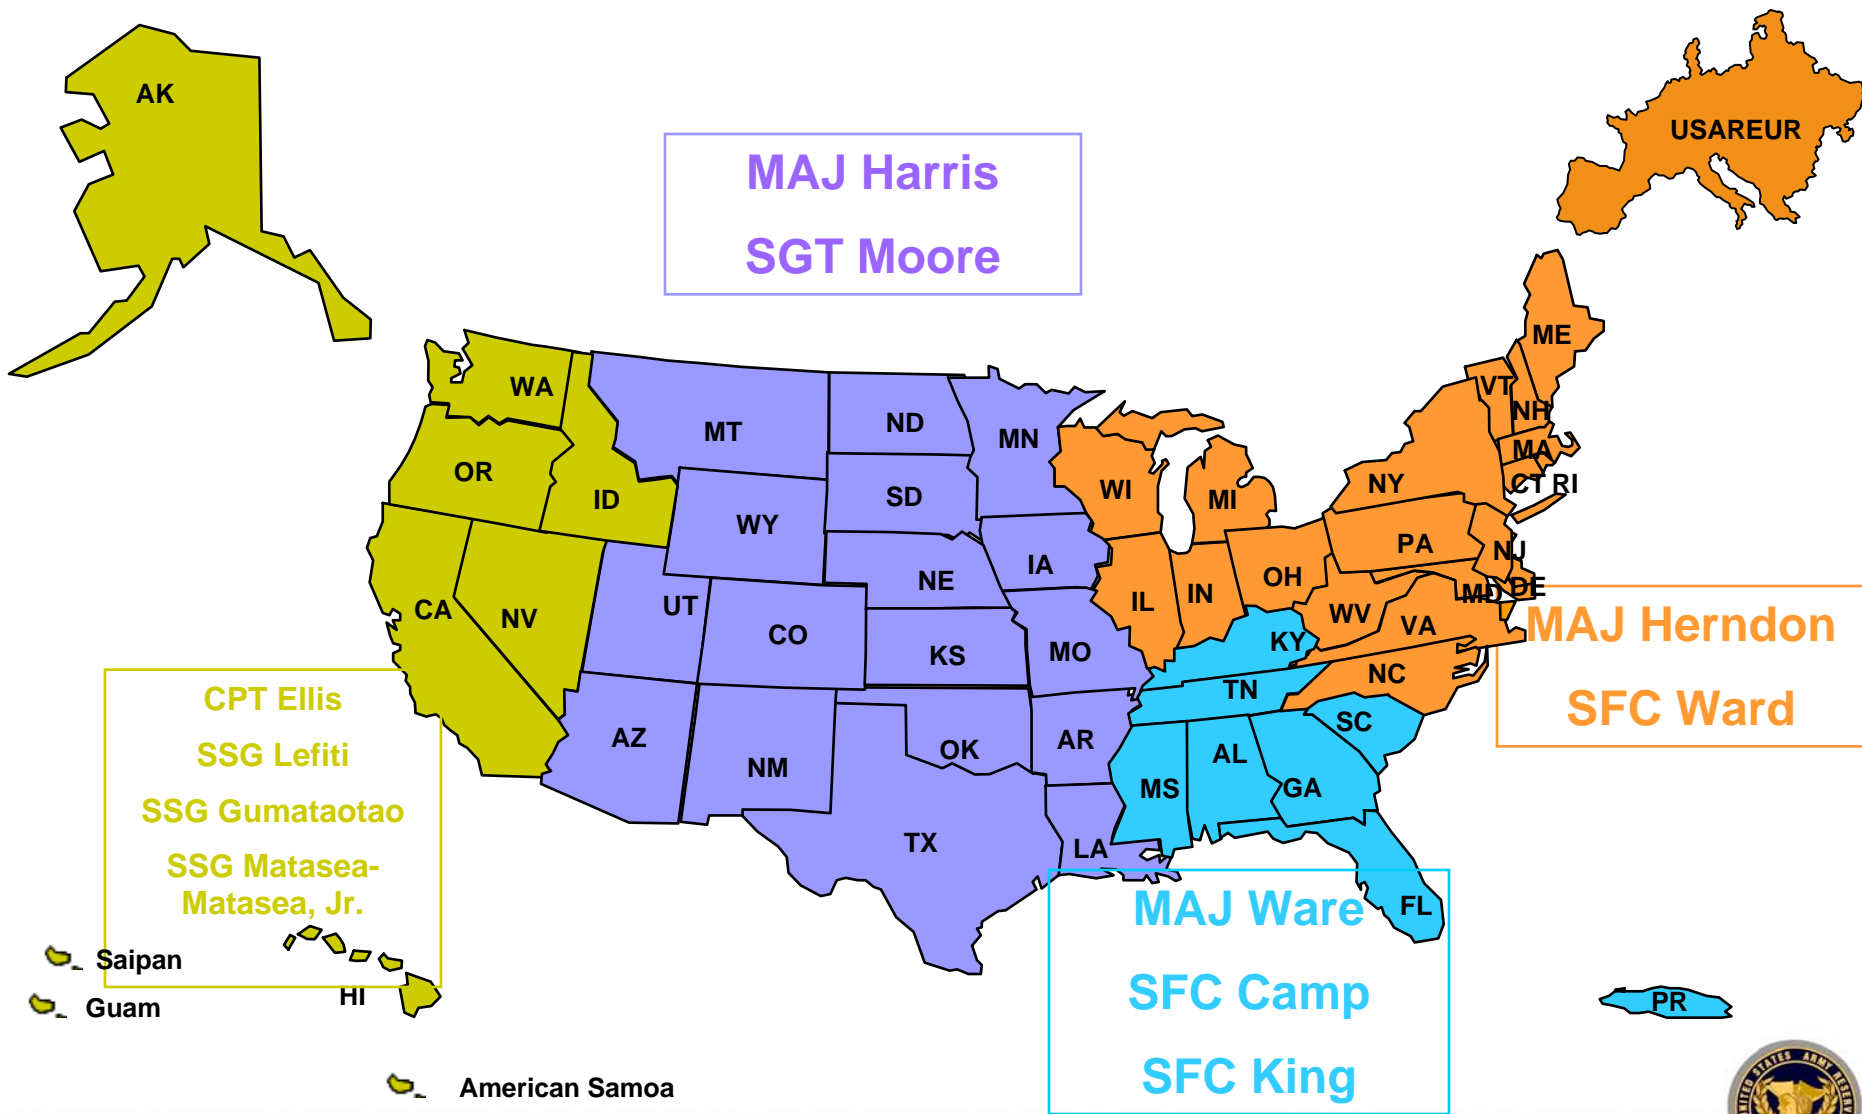 AK
USAREUR
MAJ Harris
SGT Moore
ME
WA
VT
NH
MT
ND
MN
MA
OR
ID
SD
WI
MI
NY
CT RI
WY
PA
NJ
IA
NE
OH
DE
MD
CA
NV
UT
CO
IL
IN
WV
VA
MAJ Herndon
KS
MO
KY
NC
SFC Ward
TN
CPT Ellis
SSG Lefiti
SSG Gumataotao
SSG Matasea-
Matasea, Jr.
AZ
NM
OK
AR
SC
AL
MS
GA
TX
LA
FL
MAJ Ware
SFC Camp
SFC King
Saipan
Guam
HI
American Samoa
PR
UNITED STATES ARMY RESERVE